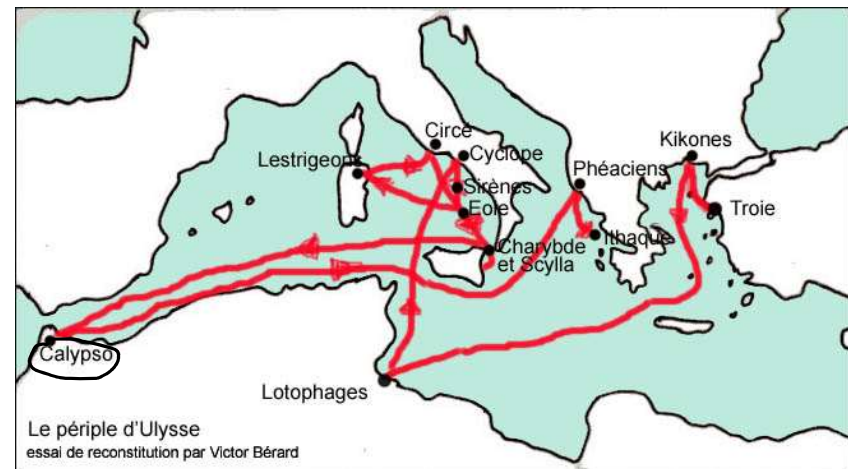 Circé
Kikones
Lestrigeons
Cyclope
Phéaciens
Sirènes
Troie
Eole
Ithaque
Charybde
et Scylla
Calypso
Lotophages
Le périple d'Ulysse
essai de reconstitution par Victor Bérard